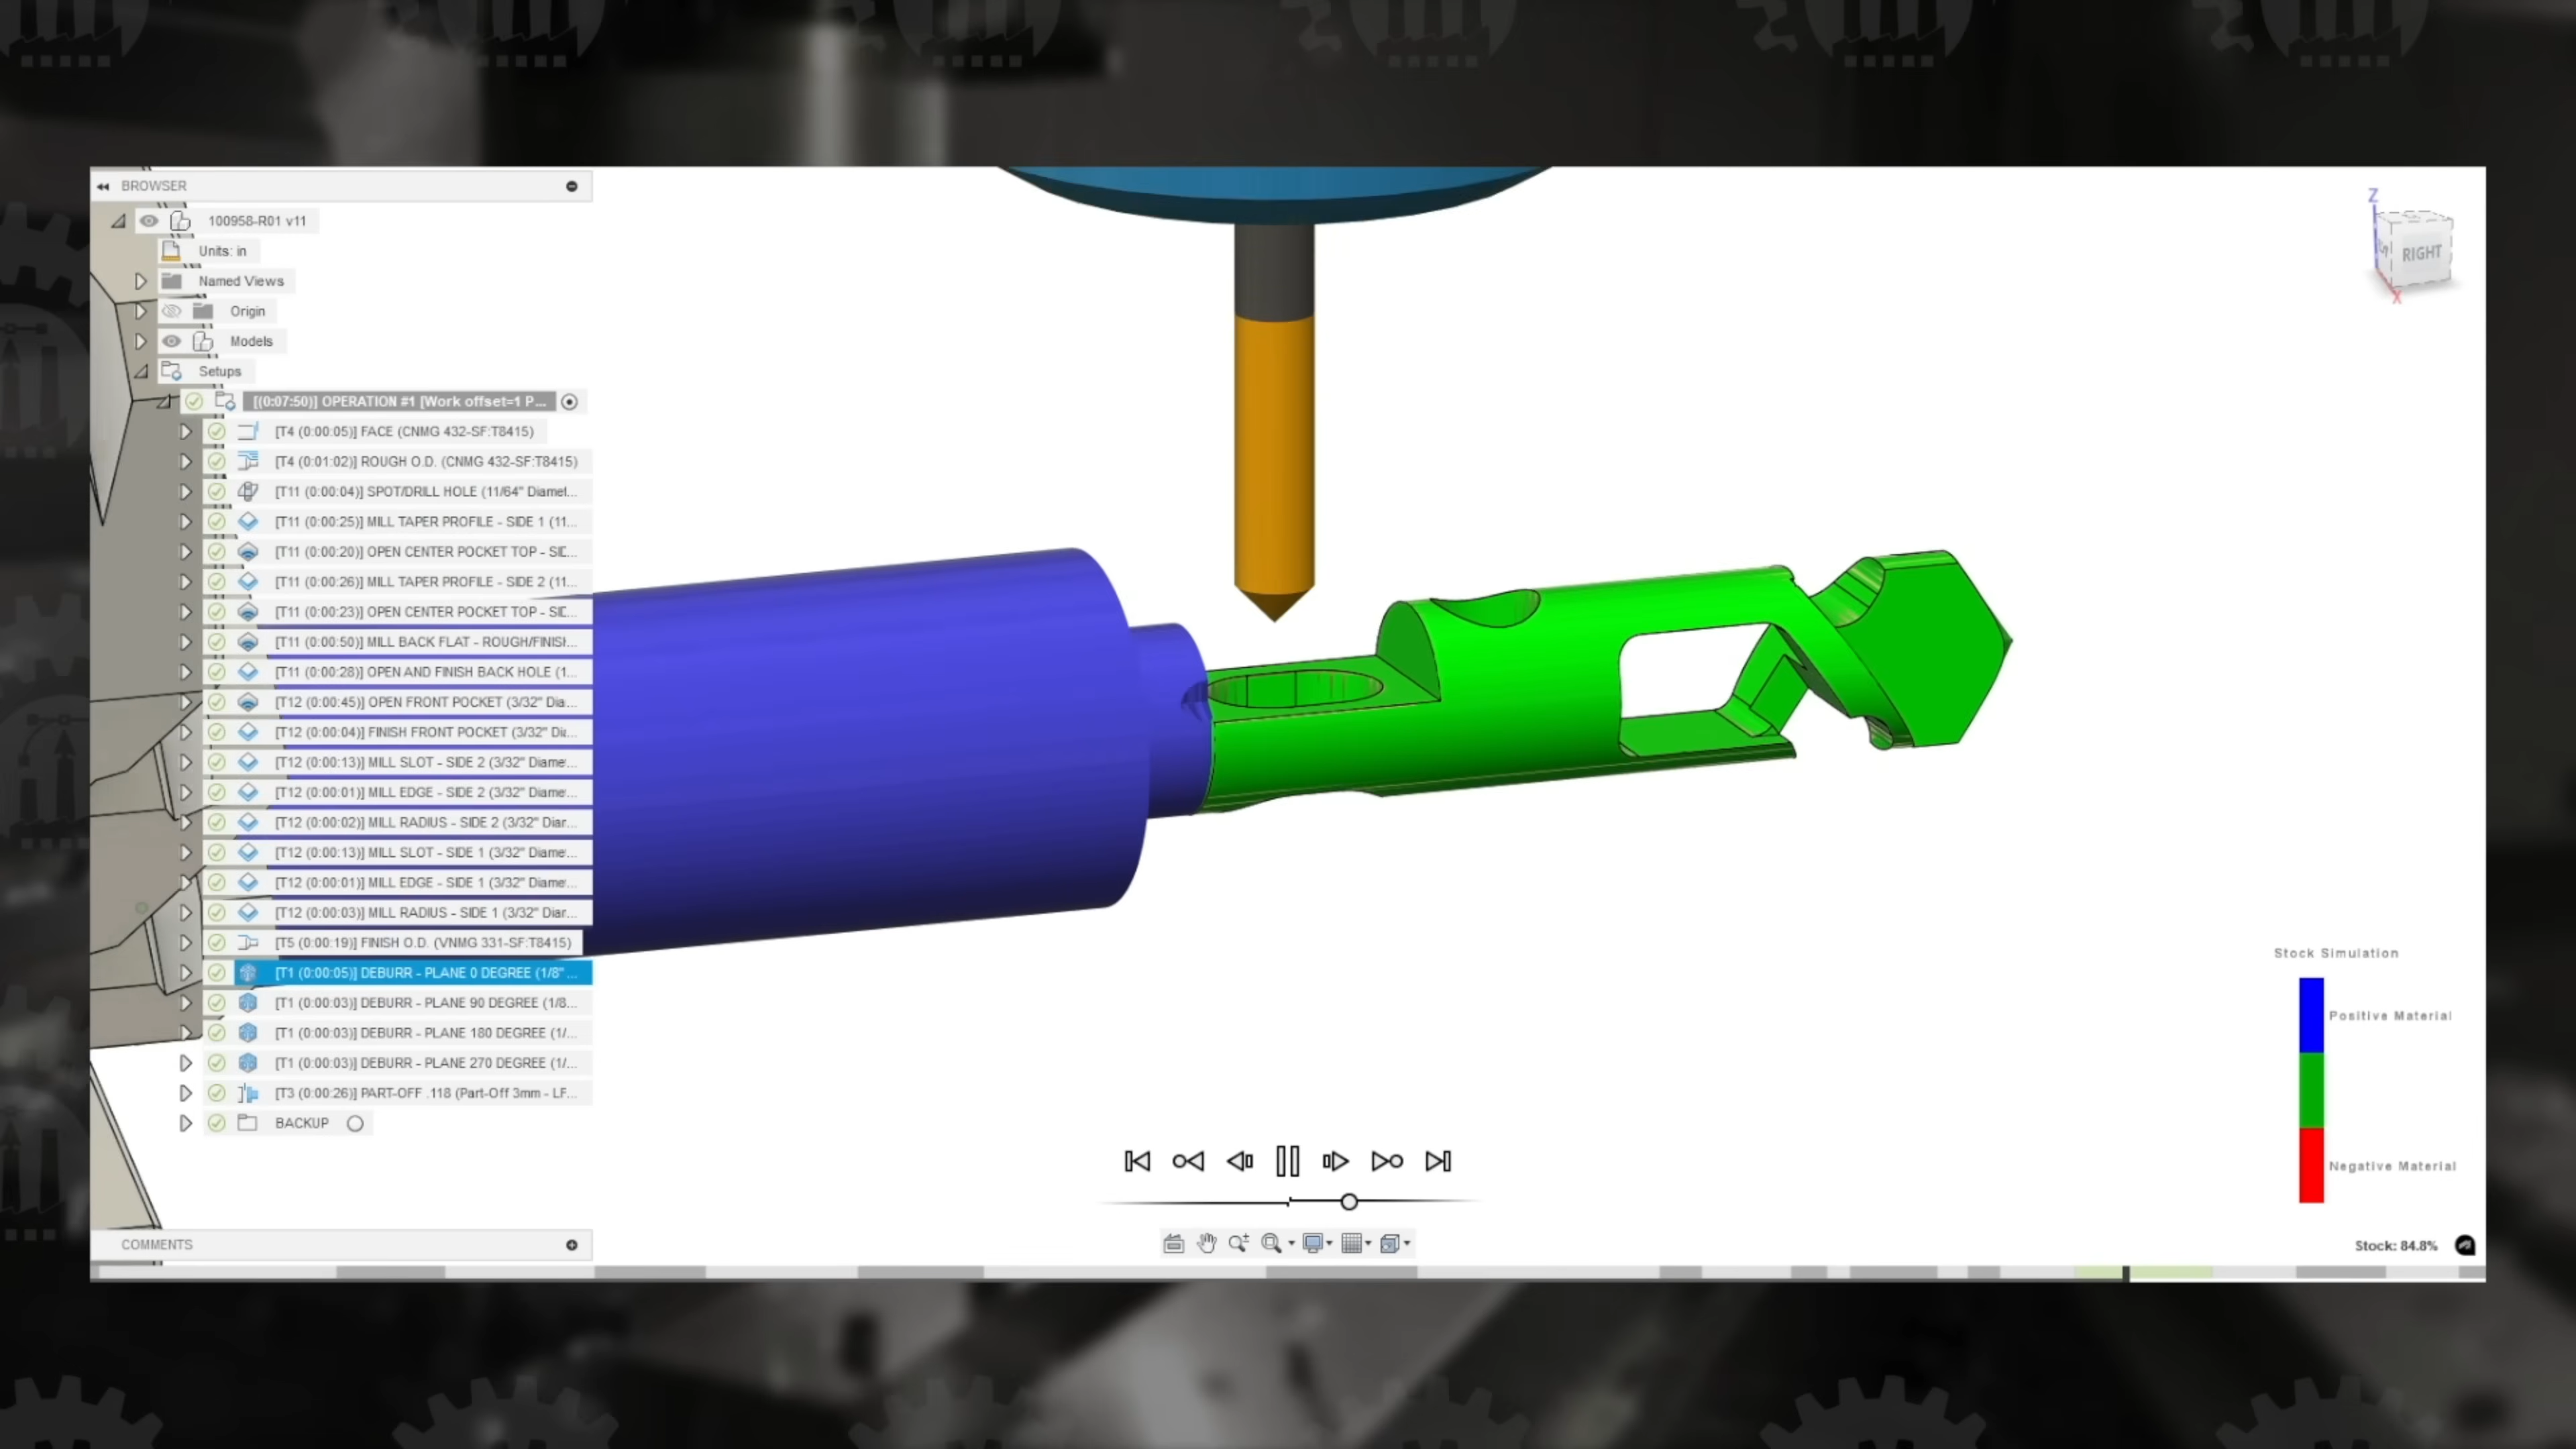 BROWSER
100958-R01 v11
Units: in
Named Views
Origin
Models
Setups
[(0:07:50)] OPERATION #1 [Work offset=1 P...
[T4 (0:00:05)] FACE (CNMG 432-SF:T8415)
[T4 (0:01:02)] ROUGH O.D. (CNMG 432-SF:T8415)
[T11 (0:00:04)] SPOT/DRILL HOLE (11/64" Diamet...
[T11 (0:00:25)] MILL TAPER PROFILE - SIDE 1 (11...
[T11 (0:00:20)] OPEN CENTER POCKET TOP - SID...
[T11 (0:00:26)] MILL TAPER PROFILE - SIDE 2 (11...
[T11 (0:00:23)] OPEN CENTER POCKET TOP - SID...
[T11 (0:00:50)] MILL BACK FLAT - ROUGH/FINISH...
[T11 (0:00:28)] OPEN AND FINISH BACK HOLE (1...
[T12 (0:00:45)] OPEN FRONT POCKET (3/32" Dia...
[T12 (0:00:04)] FINISH FRONT POCKET (3/32" Dia...
[T12 (0:00:13)] MILL SLOT - SIDE 2 (3/32" Diame...
[T12 (0:00:01)] MILL EDGE - SIDE 2 (3/32" Diame...
[T12 (0:00:02)] MILL RADIUS - SIDE 2 (3/32" Diar...
[T12 (0:00:13)] MILL SLOT - SIDE 1 (3/32" Diame...
[T12 (0:00:01)] MILL EDGE - SIDE 1 (3/32" Diame...
[T12 (0:00:03)] MILL RADIUS - SIDE 1 (3/32" Diar...
[T5 (0:00:19)] FINISH O.D. (VNMG 331-SF:T8415)
[T1 (0:00:05)] DEBURR - PLANE 0 DEGREE (1/8"...
[T1 (0:00:03)] DEBURR - PLANE 90 DEGREE (1/8...
[T1 (0:00:03)] DEBURR - PLANE 180 DEGREE (1/...
[T1 (0:00:03)] DEBURR - PLANE 270 DEGREE (1/...
[T3 (0:00:26)] PART-OFF .118 (Part-Off 3mm - LF...
BACKUP
COMMENTS
Z
RIGHT
X
Stock Simulation
Positive Material
Negative Material
Stock: 84.8%